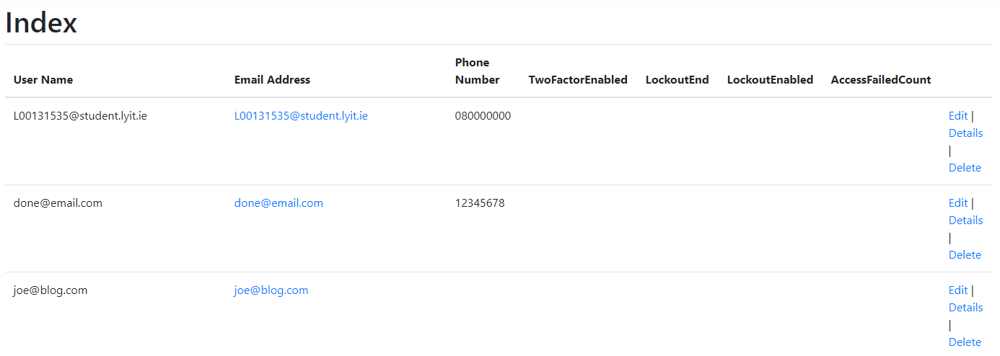 Index
User Name Email Address Phone Number TwoFactorEnabled LockoutEnd LockoutEnabled AccessFailedCount
L00131535@student.lyit.ie L00131535@student.lyit.ie 080000000 Edit |
Details
|
Delete
done@email.com done@email.com 12345678 Edit |
Details
|
Delete
joe@blog.com joe@blog.com Edit |
Details
|
Delete